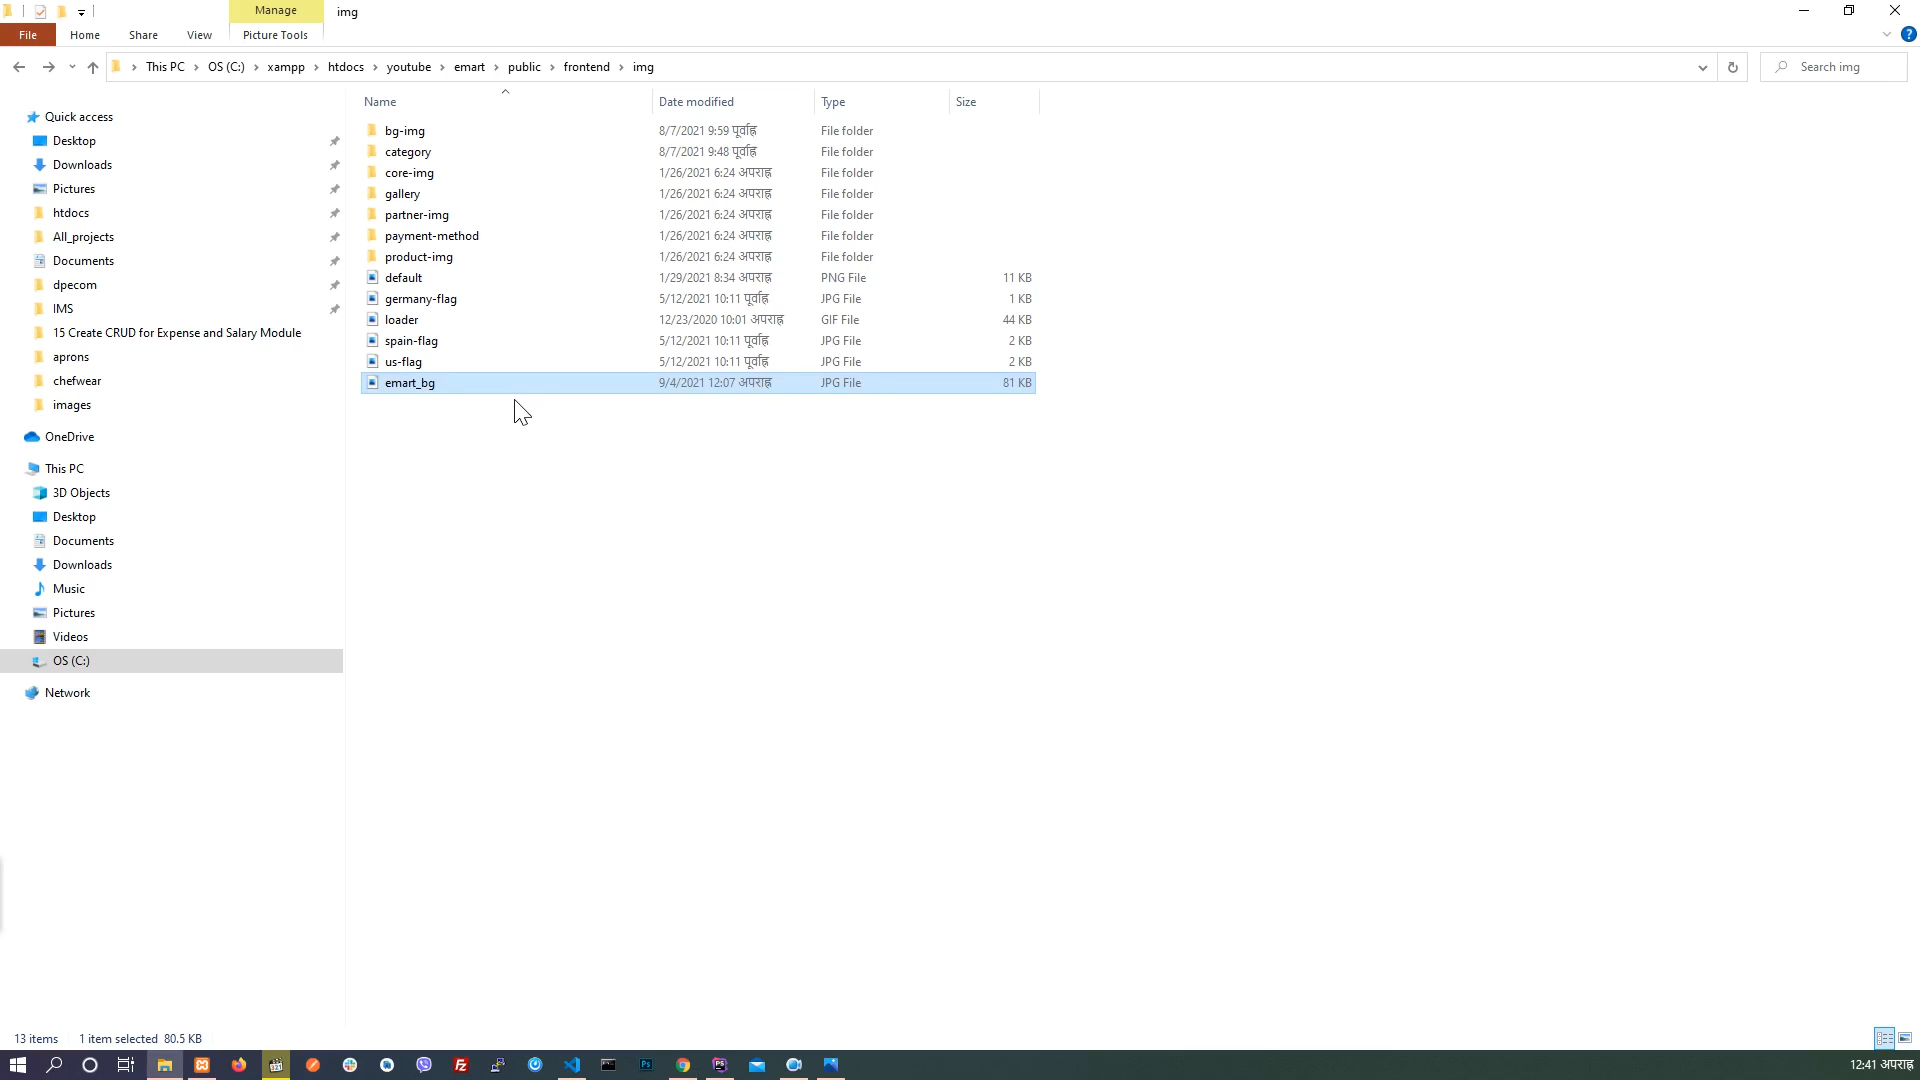 Manage
img
File
Home
Share
View
Picture Tools
This PC
OS (C:)
xampp
htdocs
youtube
emart
public
frontend
img
Search img
Name
Date modified
Type
Size
Quick access
Desktop
Downloads
Pictures
htdocs
All_projects
Documents
dpecom
IMS
15 Create CRUD for Expense and Salary Module
aprons
chefwear
images
OneDrive
This PC
3D Objects
Desktop
Documents
Downloads
Music
Pictures
Videos
OS (C:)
Network
bg-img 8/7/2021 9:59 पूर्वाह्न File folder
category 8/7/2021 9:48 पूर्वाह्न File folder
core-img 1/26/2021 6:24 अपराह्न File folder
gallery 1/26/2021 6:24 अपराह्न File folder
partner-img 1/26/2021 6:24 अपराह्न File folder
payment-method 1/26/2021 6:24 अपराह्न File folder
product-img 1/26/2021 6:24 अपराह्न File folder
default 1/29/2021 8:34 अपराह्न PNG File 11 KB
germany-flag 5/12/2021 10:11 पूर्वाह्न JPG File 1 KB
loader 12/23/2020 10:01 अपराह्न GIF File 44 KB
spain-flag 5/12/2021 10:11 पूर्वाह्न JPG File 2 KB
us-flag 5/12/2021 10:11 पूर्वाह्न JPG File 2 KB
emart_bg 9/4/2021 12:07 अपराह्न JPG File 81 KB
13 items
1 item selected 80.5 KB
12:41 अपराह्न